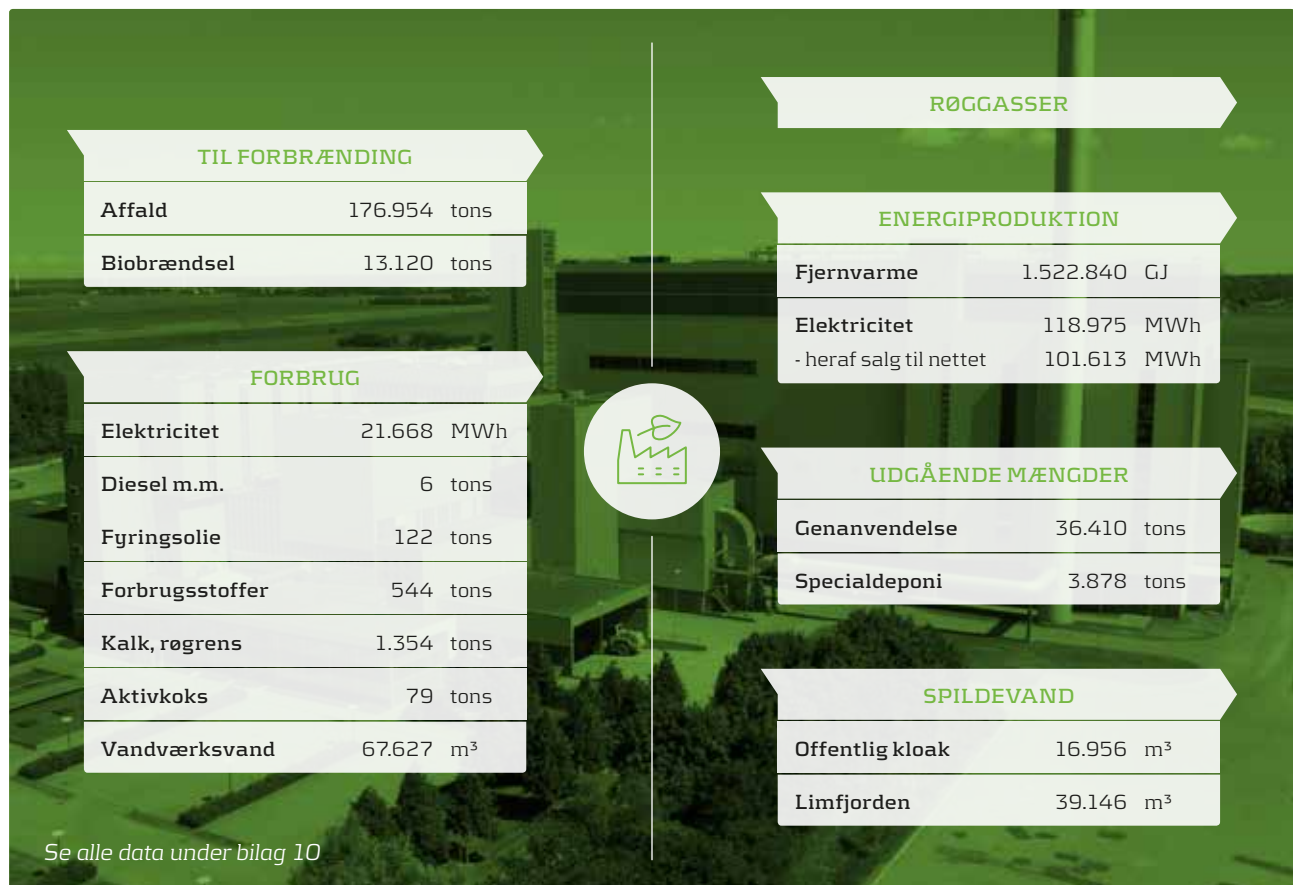 TIL FORBRÆNDING
Affald 176.954 tons
Biobrændsel 13.120 tons
FORBRUG
Elektricitet 21.668 MWh
Diesel m.m. 6 tons
Fyringsolie 122 tons
Forbrugsstoffer 544 tons
Kalk, røgrens 1.354 tons
Aktivkoks 79 tons
Vandværksvand 67.627 m³
Se alle data under bilag 10
RØGGASSER
ENERGIPRODUKTION
Fjernvarme 1.522.840 GJ
Elektricitet 118.975 MWh
- heraf salg til nettet 101.613 MWh
UDGÅENDE MÆNGDER
Genanvendelse 36.410 tons
Specialdeponi 3.878 tons
SPILDEVAND
Offentlig kloak 16.956 m³
Limfjorden 39.146 m³